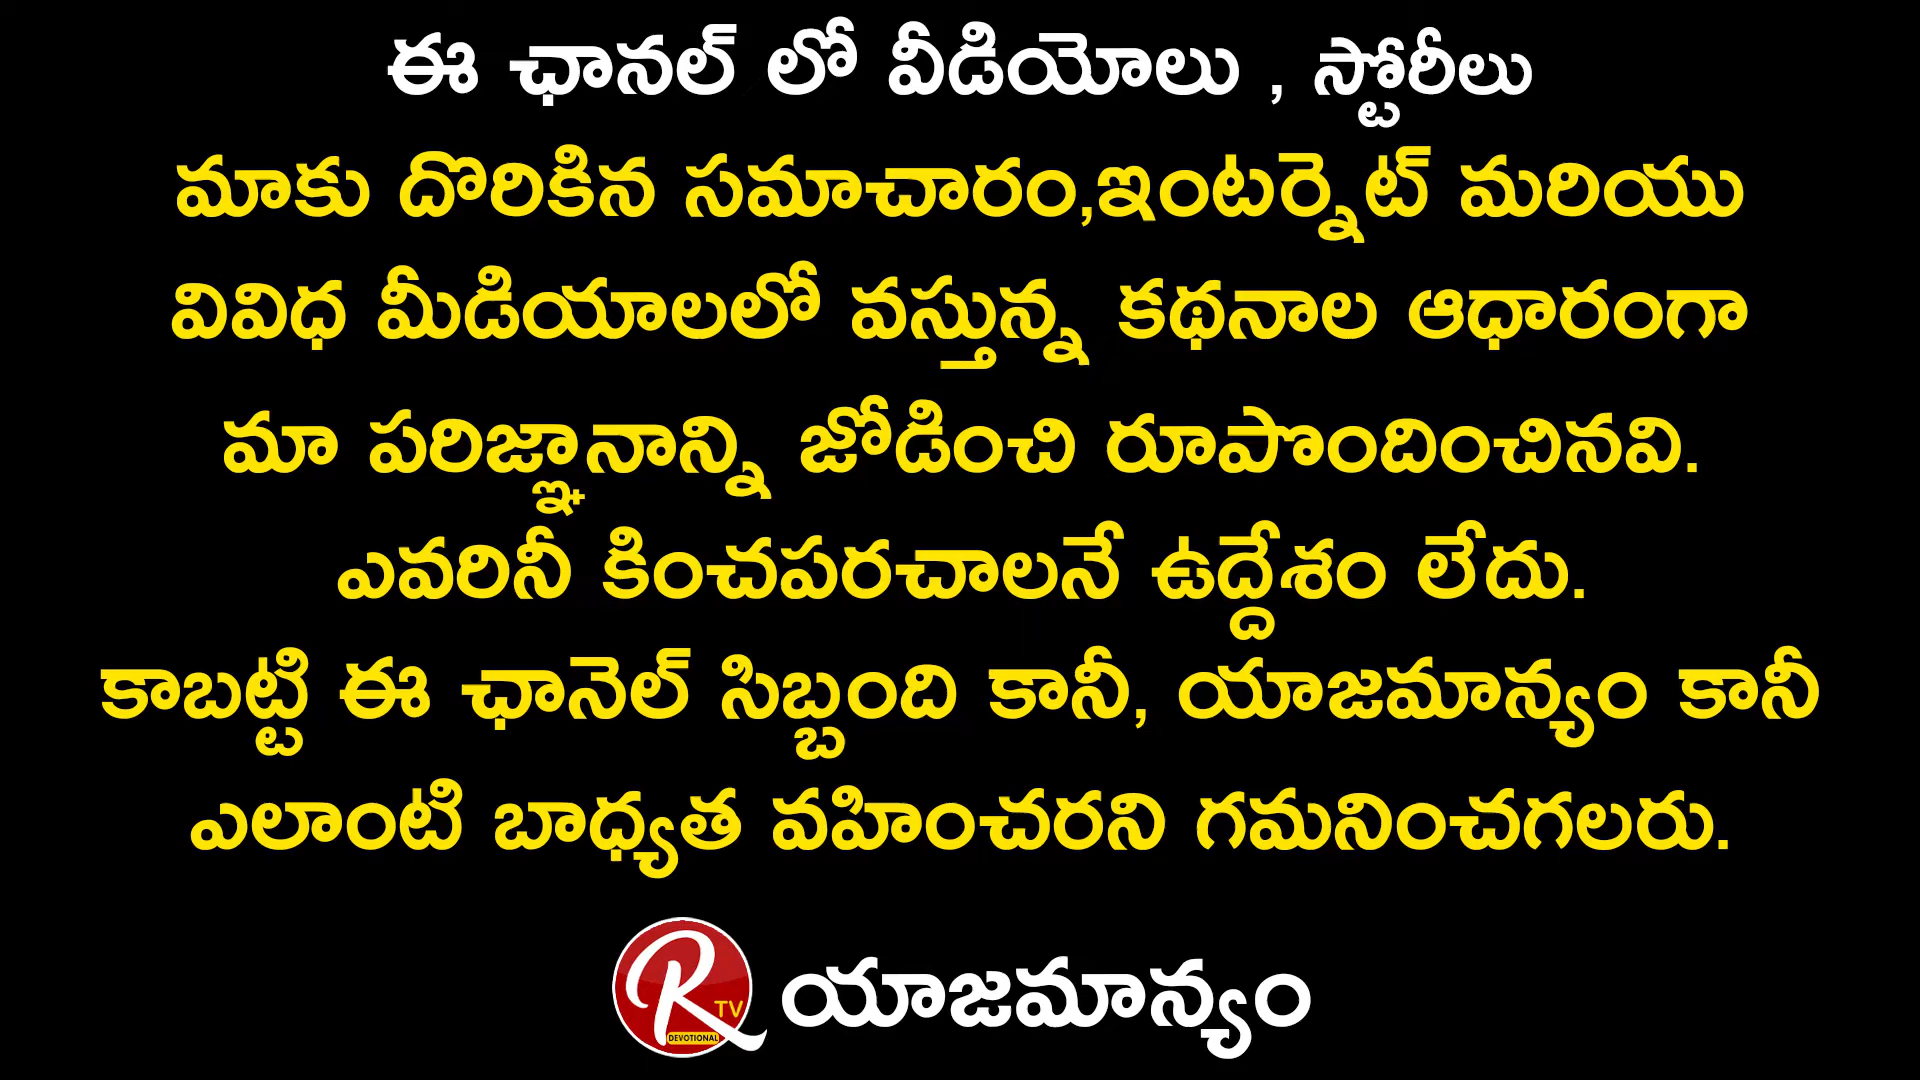 ఈ ఛానల్ లో వీడియోలు , స్టోరీలు
మాకు దొరికిన సమాచారం,ఇంటర్నెట్ మరియు
వివిధ మీడియాలలో వస్తున్న కథనాల ఆధారంగా
మా పరిజ్ఞానాన్ని జోడించి రూపొందించినవి.
ఎవరినీ కించపరచాలనే ఉద్దేశం లేదు.
కాబట్టి ఈ ఛానెల్ సిబ్బంది కానీ, యాజమాన్యం కానీ
ఎలాంటి బాధ్యత వహించరని గమనించగలరు.
R TV DEVOTIONAL యాజమాన్యం